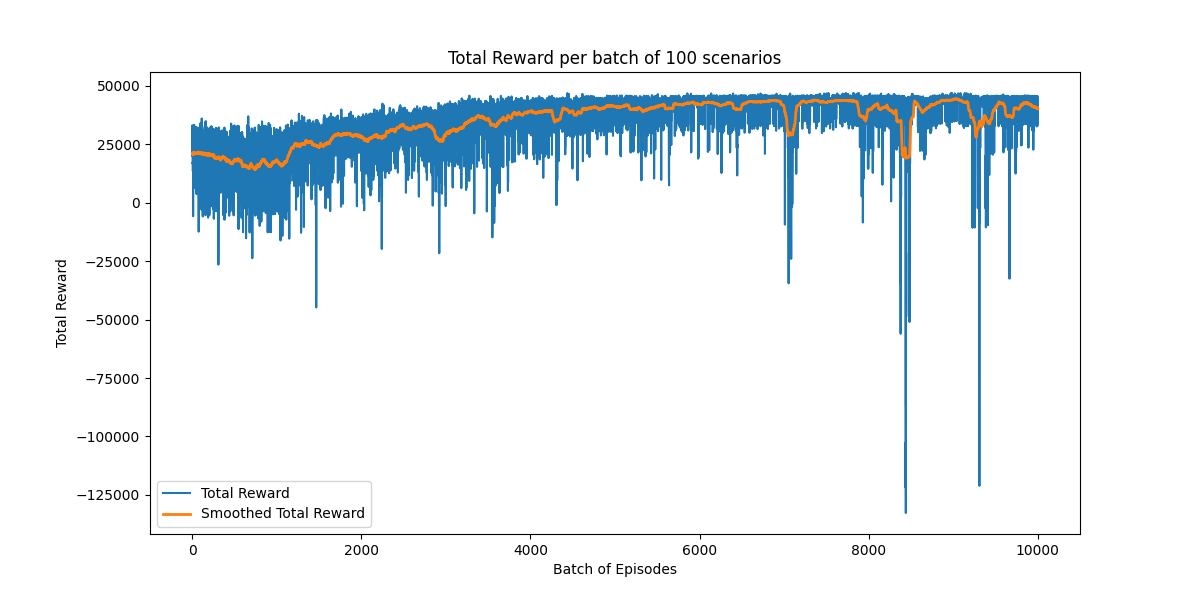 Total Reward per batch of 100 scenarios
50000
25000
0
−25000
−50000
−75000
−100000
−125000
Total Reward
Total Reward
Smoothed Total Reward
0 2000 4000 6000 8000 10000
Batch of Episodes